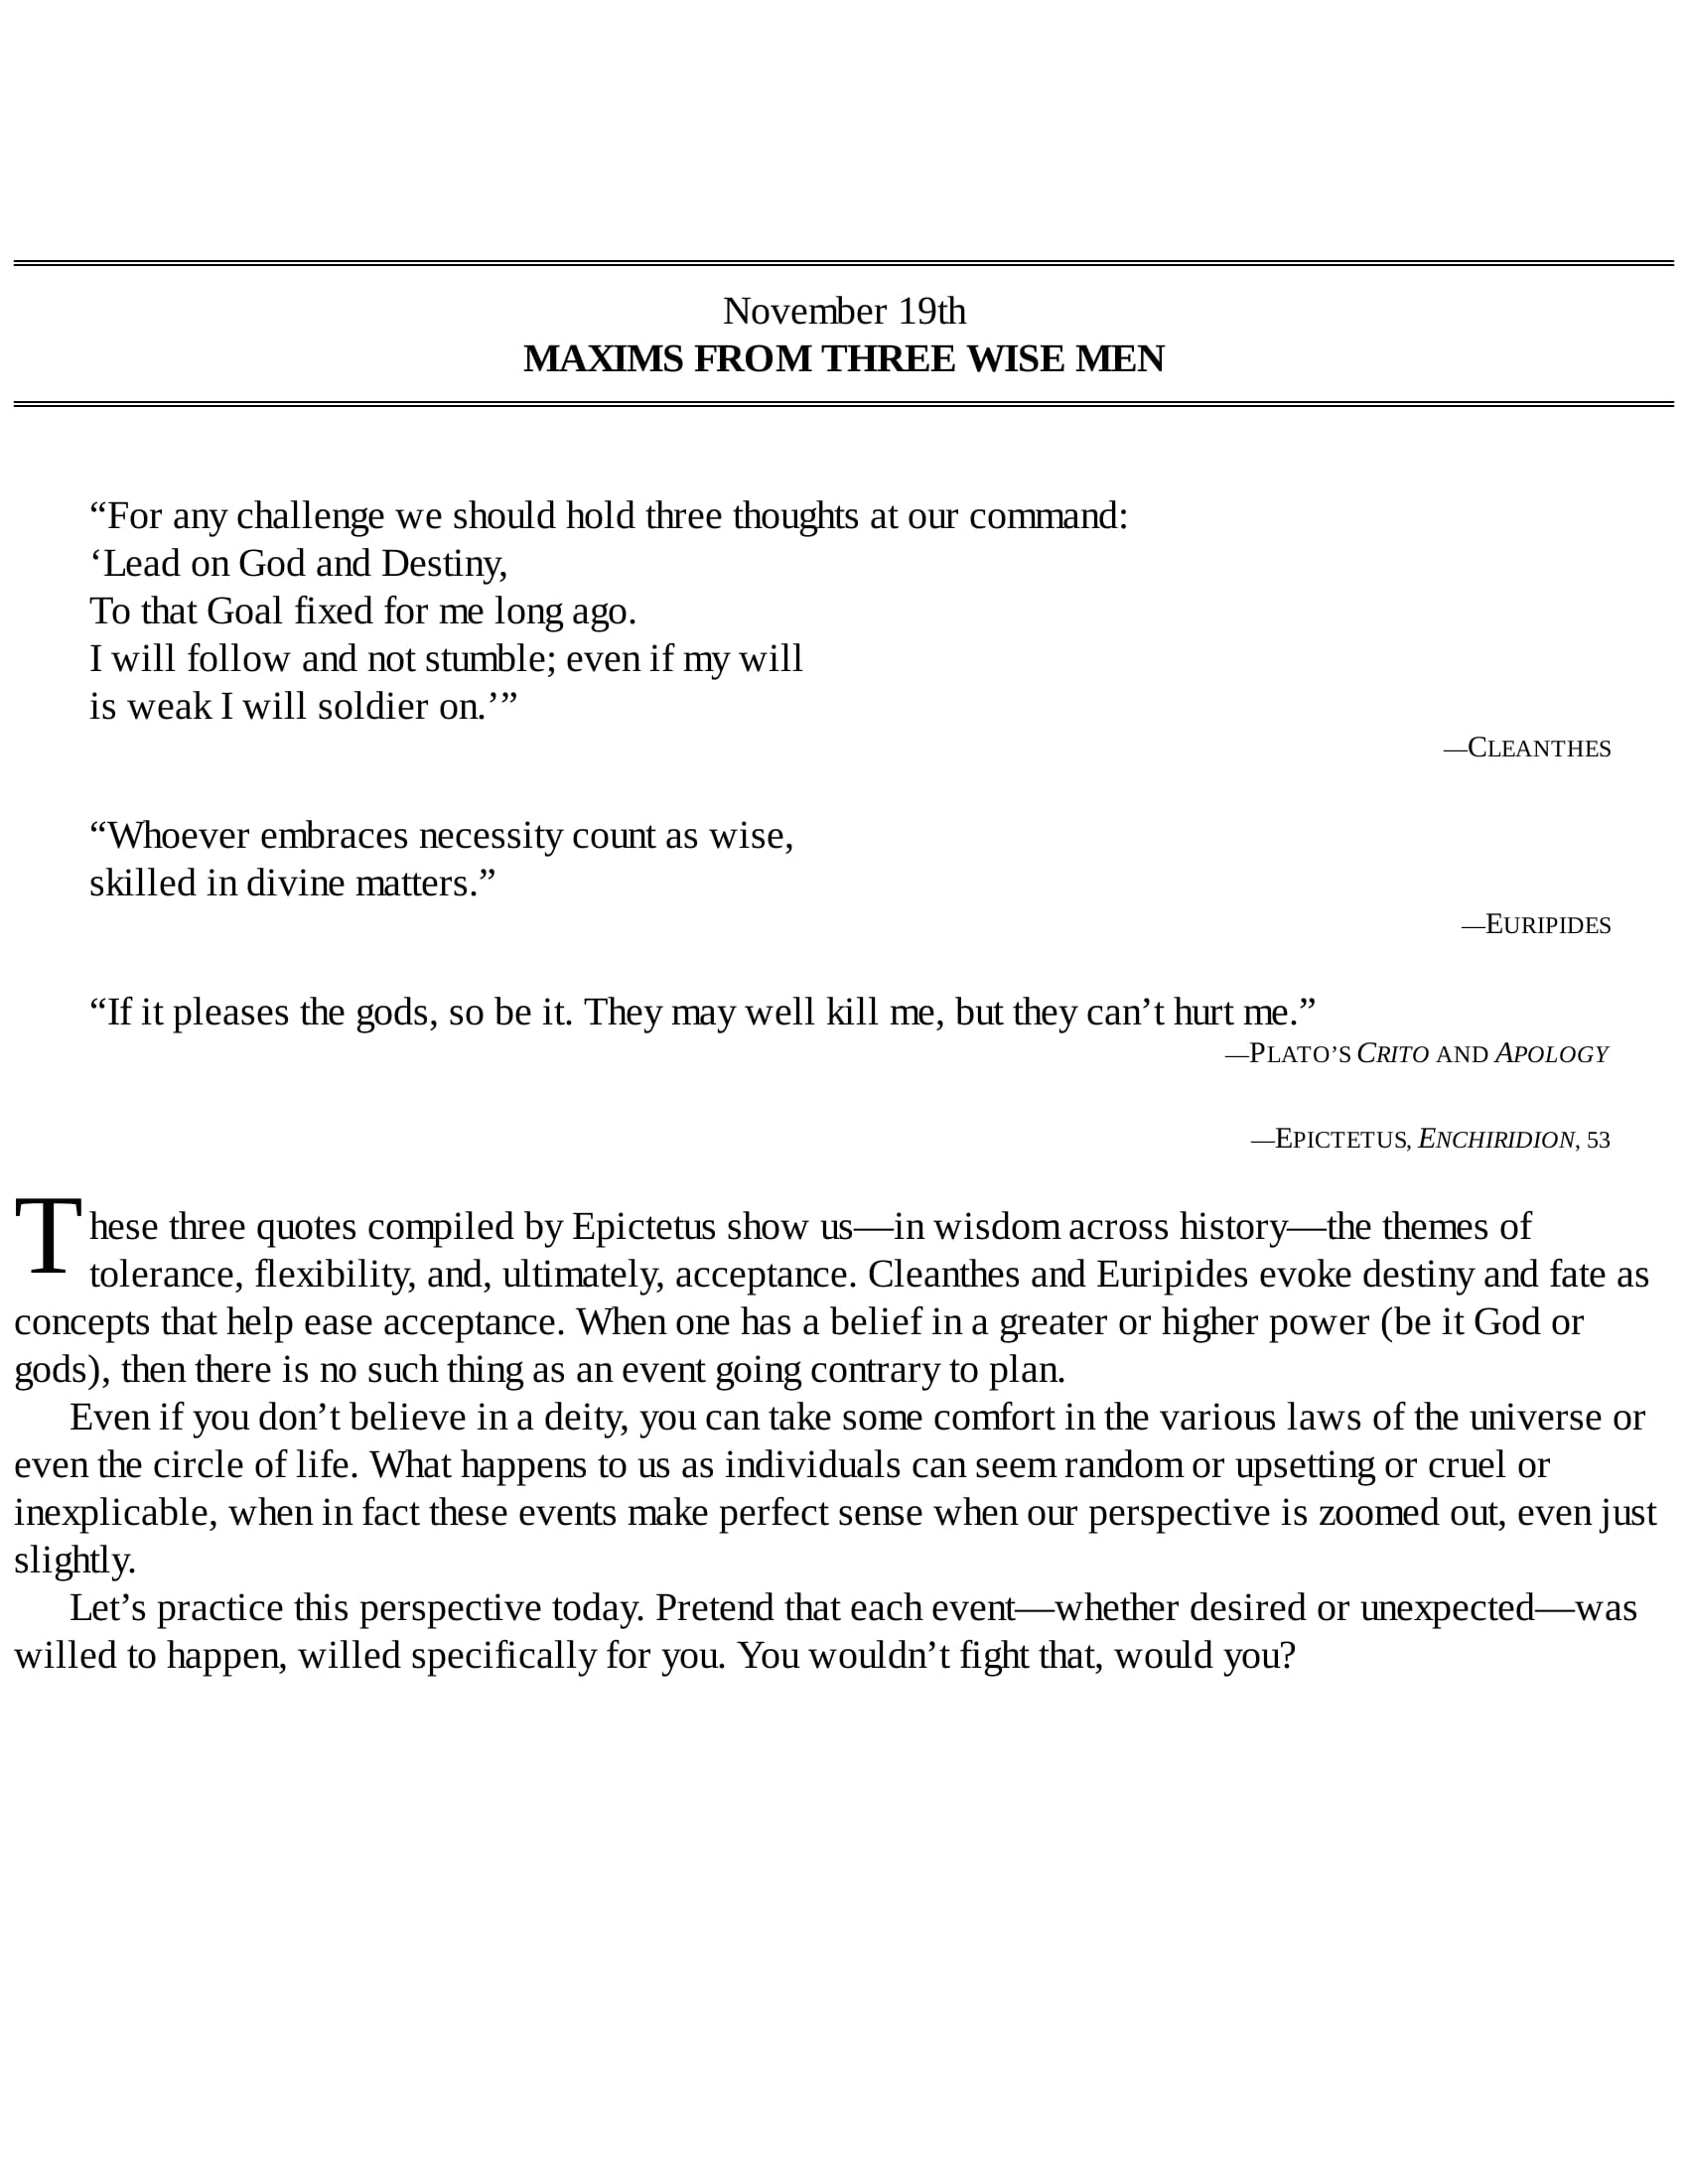 November 19th
MAXIMS FROM THREE WISE MEN
“For any challenge we should hold three thoughts at our command:
‘Lead on God and Destiny,
To that Goal fixed for me long ago.
I will follow and not stumble; even if my will
is weak I will soldier on.’”
—CLEANTHES
“Whoever embraces necessity count as wise,
skilled in divine matters.”
—EURIPIDES
“If it pleases the gods, so be it. They may well kill me, but they can’t hurt me.”
—PLATO’S CRITO AND APOLOGY
—EPICTETUS, ENCHIRIDION, 53
These three quotes compiled by Epictetus show us—in wisdom across history—the themes of
tolerance, flexibility, and, ultimately, acceptance. Cleanthes and Euripides evoke destiny and fate as
concepts that help ease acceptance. When one has a belief in a greater or higher power (be it God or
gods), then there is no such thing as an event going contrary to plan.
Even if you don’t believe in a deity, you can take some comfort in the various laws of the universe or
even the circle of life. What happens to us as individuals can seem random or upsetting or cruel or
inexplicable, when in fact these events make perfect sense when our perspective is zoomed out, even just
slightly.
Let’s practice this perspective today. Pretend that each event—whether desired or unexpected—was
willed to happen, willed specifically for you. You wouldn’t fight that, would you?